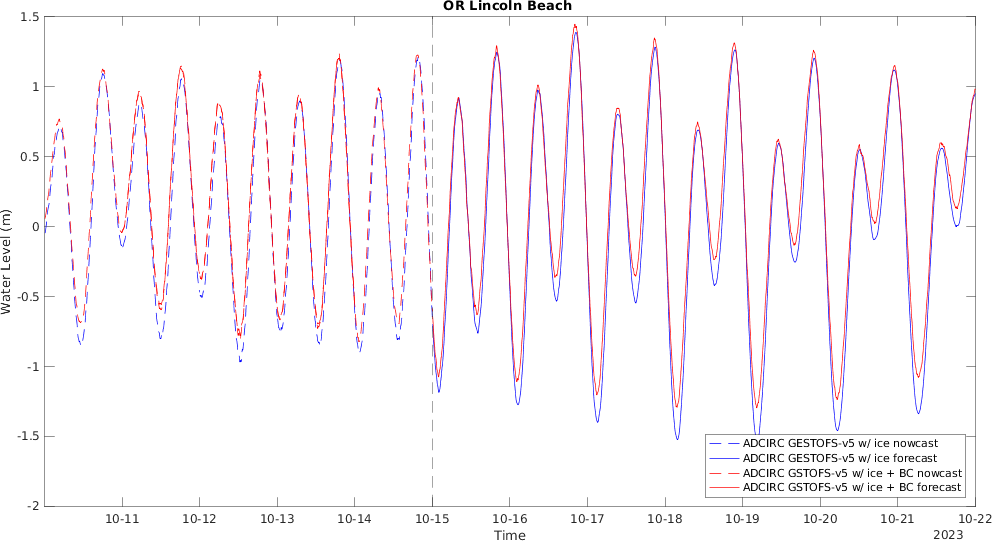 OR Lincoln Beach
1.5
1
0.5
0
-0.5
-1
-1.5
-2
Water Level (m)
ADCIRC GESTOFS-v5 w/ ice nowcast
ADCIRC GESTOFS-v5 w/ ice forecast
ADCIRC GSTOFS-v5 w/ ice + BC nowcast
ADCIRC GSTOFS-v5 w/ ice + BC forecast
10-11 10-12 10-13 10-14 10-15 10-16 10-17 10-18 10-19 10-20 10-21 10-22
Time
2023